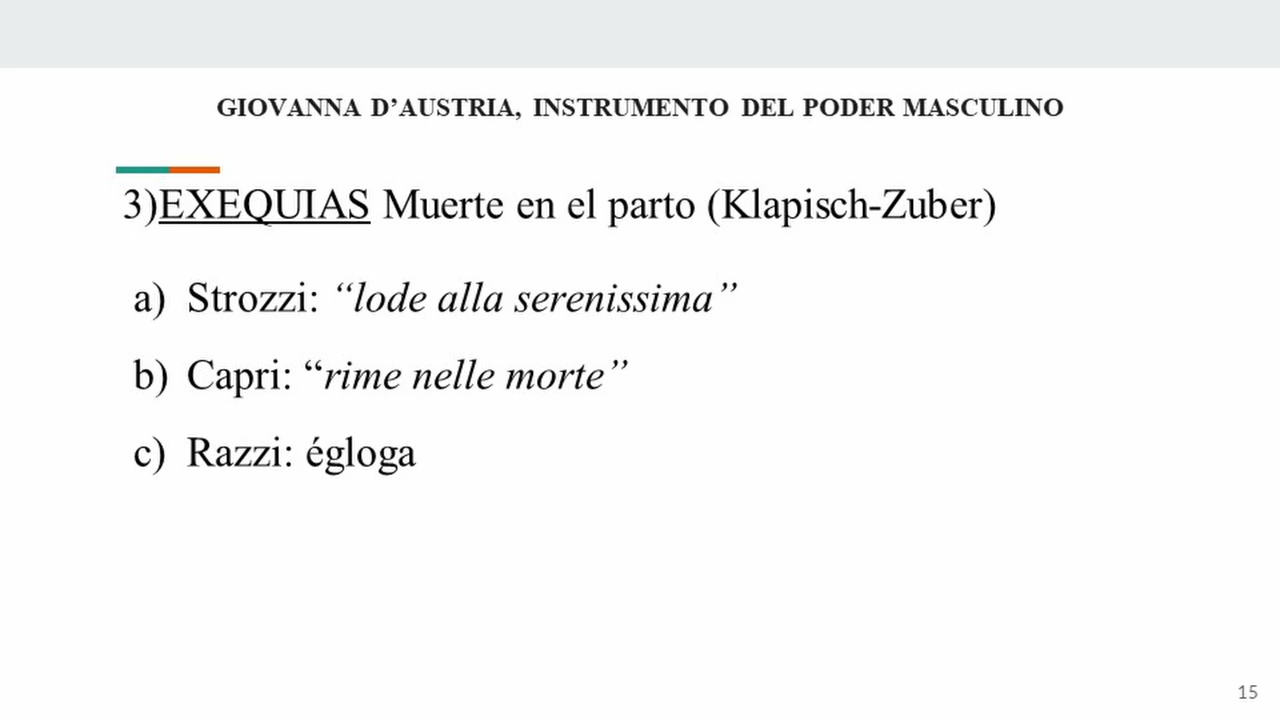 GIOVANNA D’AUSTRIA, INSTRUMENTO DEL PODER MASCULINO
3)EXEQUIAS Muerte en el parto (Klapisch-Zuber)
a) Strozzi: “lode alla serenissima”
b) Capri: “rime nelle morte”
c) Razzi: égloga
15